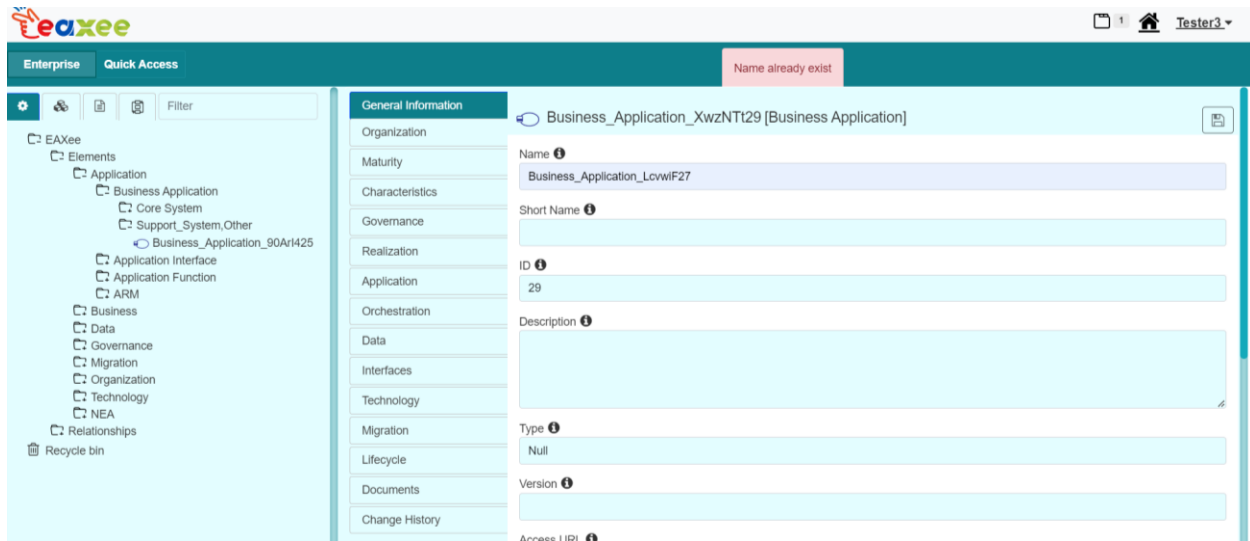 eaxee
1
Tester3
Enterprise
Quick Access
Name already exist
Filter
EAXee
Elements
Application
Business Application
Core System
Support_System,Other
Business_Application_90ArI425
Application Interface
Application Function
ARM
Business
Data
Governance
Migration
Organization
Technology
NEA
Relationships
Recycle bin
General Information
Organization
Maturity
Characteristics
Governance
Realization
Application
Orchestration
Data
Interfaces
Technology
Migration
Lifecycle
Documents
Change History
Business_Application_XwzNTt29 [Business Application]
Name
Business_Application_LcvwiF27
Short Name
ID
29
Description
Type
Null
Version
Access URL